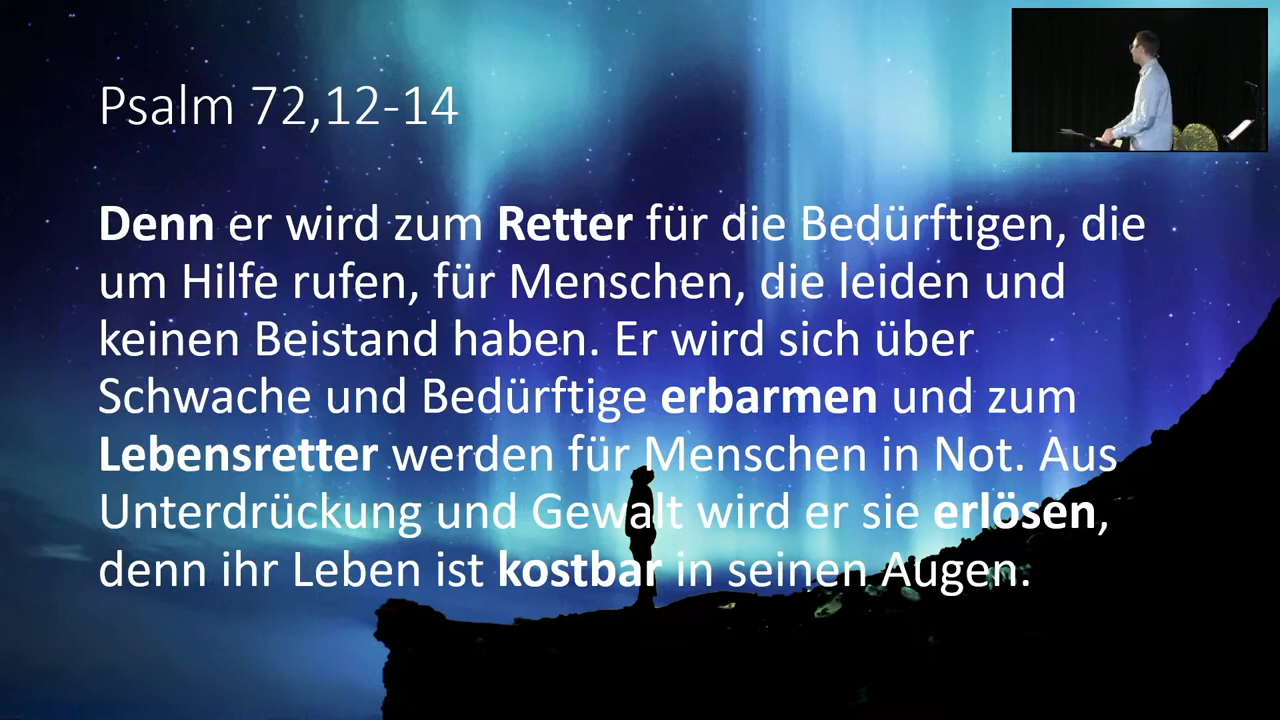 Psalm 72,12-14
Denn er wird zum Retter für die Bedürftigen, die
um Hilfe rufen, für Menschen, die leiden und
keinen Beistand haben. Er wird sich über
Schwache und Bedürftige erbarmen und zum
Lebensretter werden für Menschen in Not. Aus
Unterdrückung und Gewalt wird er sie erlösen,
denn ihr Leben ist kostbar in seinen Augen.